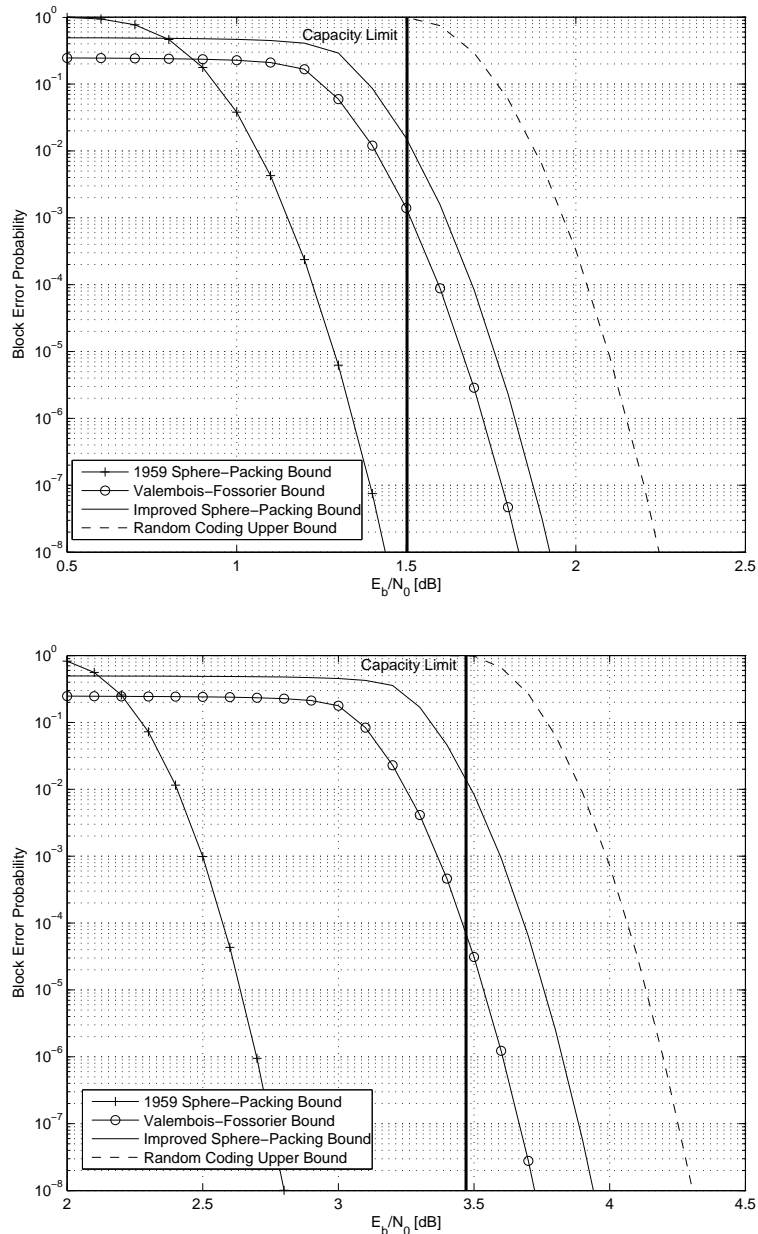 10^0
10^-1
10^-2
10^-3
10^-4
10^-5
10^-6
10^-7
10^-8
Block Error Probability
Capacity Limit
1959 Sphere−Packing Bound
Valembois−Fossorier Bound
Improved Sphere−Packing Bound
Random Coding Upper Bound
0.5 1 1.5 2 2.5
E_b/N_0 [dB]
10^0
10^-1
10^-2
10^-3
10^-4
10^-5
10^-6
10^-7
10^-8
Block Error Probability
Capacity Limit
1959 Sphere−Packing Bound
Valembois−Fossorier Bound
Improved Sphere−Packing Bound
Random Coding Upper Bound
2 2.5 3 3.5 4 4.5
E_b/N_0 [dB]